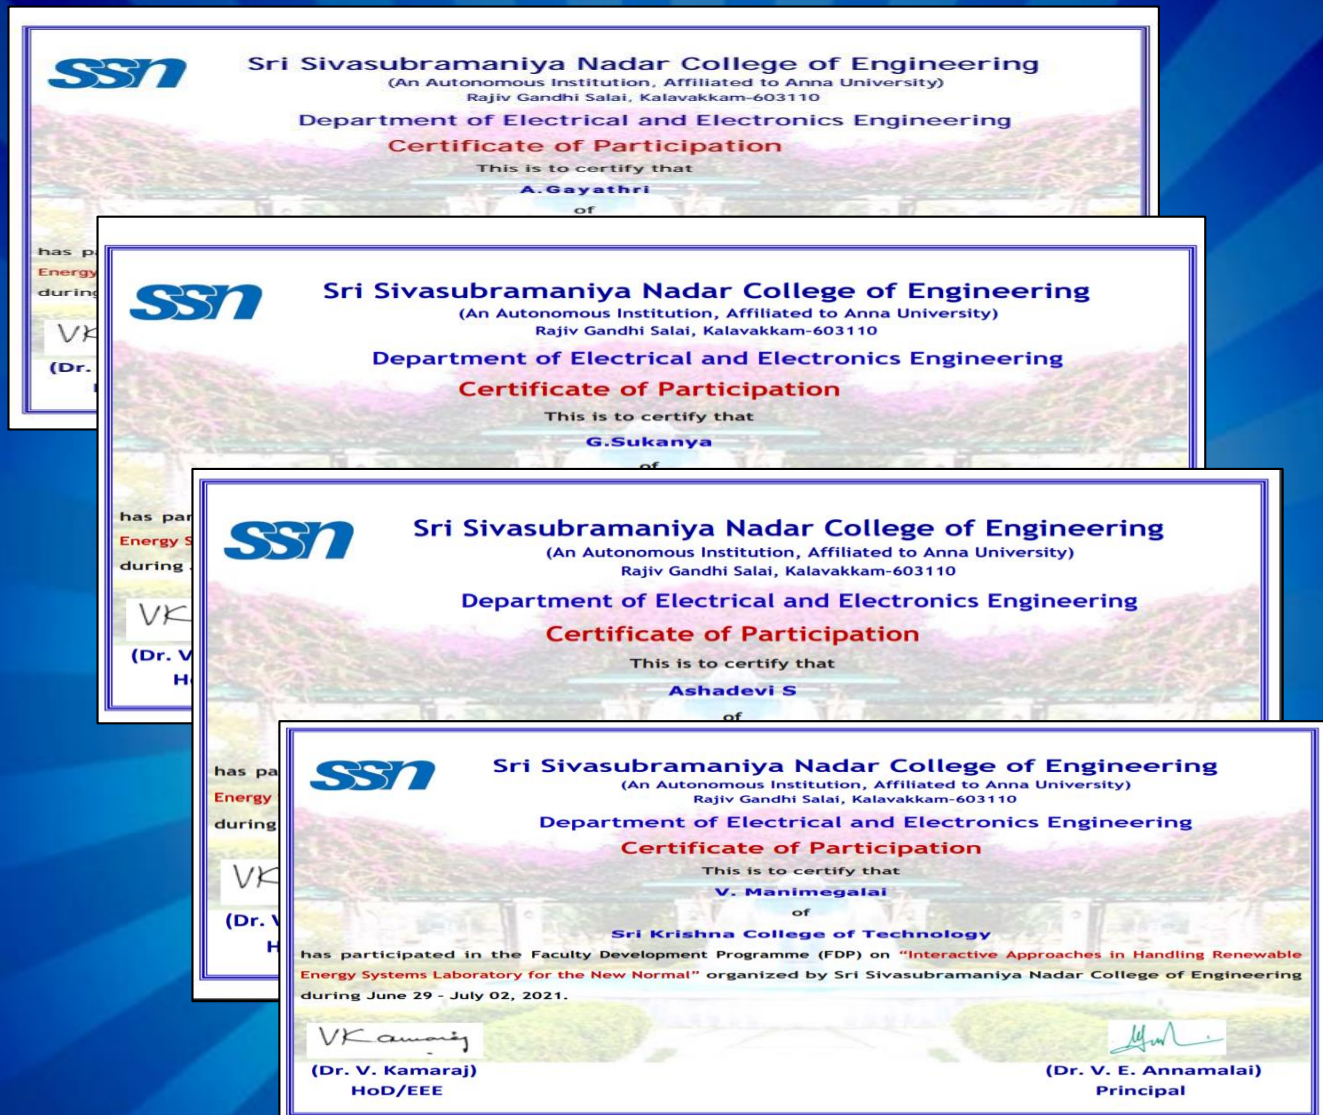 ssn
Sri Sivasubramaniya Nadar College of Engineering
(An Autonomous Institution, Affiliated to Anna University)
Rajiv Gandhi Salai, Kalavakkam-603110
Department of Electrical and Electronics Engineering
Certificate of Participation
This is to certify that
A.Gayathri
of
has p
Energy
during
VK
(Dr.
ssn
Sri Sivasubramaniya Nadar College of Engineering
(An Autonomous Institution, Affiliated to Anna University)
Rajiv Gandhi Salai, Kalavakkam-603110
Department of Electrical and Electronics Engineering
Certificate of Participation
This is to certify that
G.Sukanya
of
has par
Energy S
during
VK
(Dr. V
H
ssn
Sri Sivasubramaniya Nadar College of Engineering
(An Autonomous Institution, Affiliated to Anna University)
Rajiv Gandhi Salai, Kalavakkam-603110
Department of Electrical and Electronics Engineering
Certificate of Participation
This is to certify that
Ashadevi S
of
has pa
Energy
during
VK
(Dr. V
H
ssn
Sri Sivasubramaniya Nadar College of Engineering
(An Autonomous Institution, Affiliated to Anna University)
Rajiv Gandhi Salai, Kalavakkam-603110
Department of Electrical and Electronics Engineering
Certificate of Participation
This is to certify that
V. Manimegalai
of
Sri Krishna College of Technology
has participated in the Faculty Development Programme (FDP) on “Interactive Approaches in Handling Renewable
Energy Systems Laboratory for the New Normal” organized by Sri Sivasubramaniya Nadar College of Engineering
during June 29 - July 02, 2021.
VKamaraj
(Dr. V. Kamaraj) (Dr. V. E. Annamalai)
HoD/EEE Principal